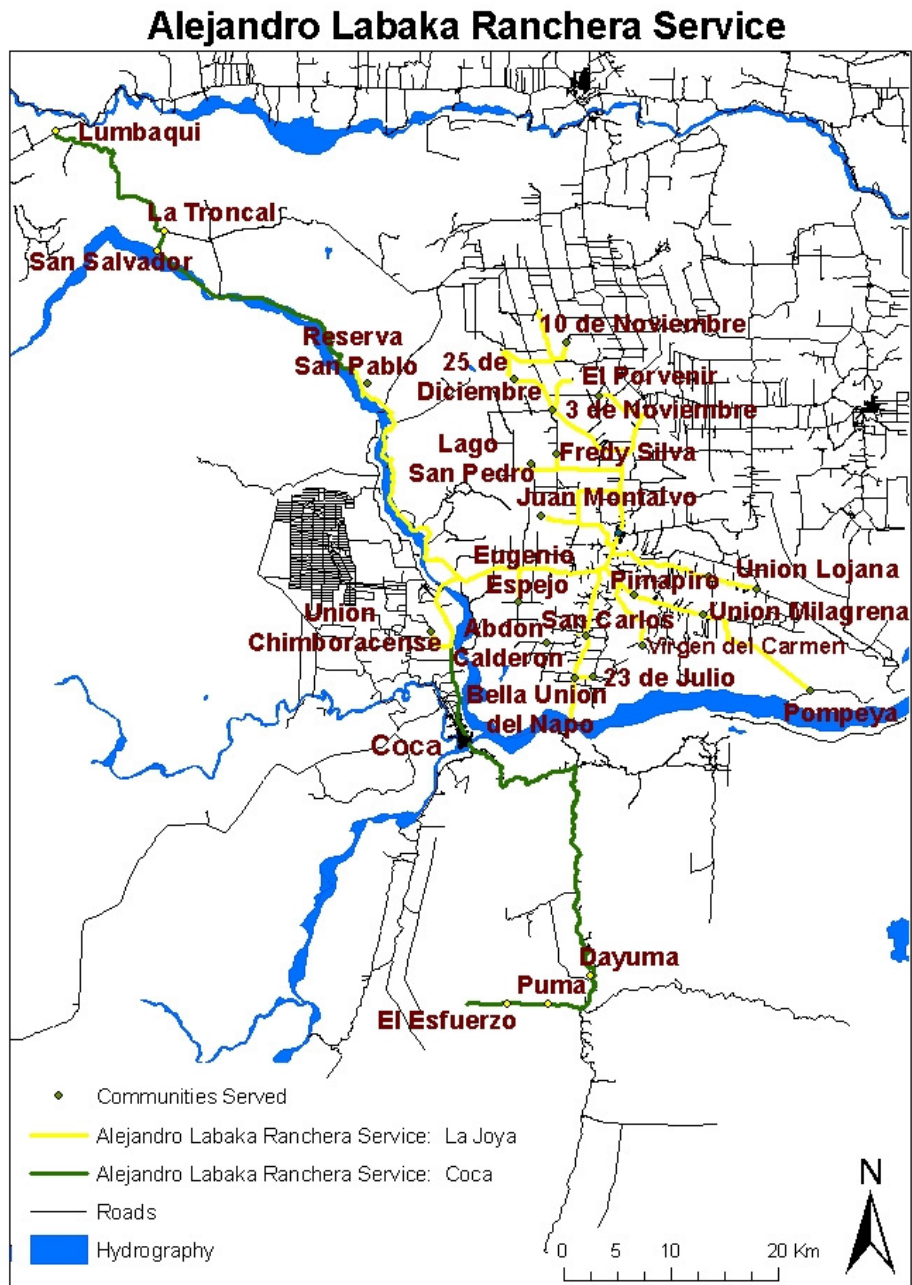 Alejandro Labaka Ranchera Service
Lumbaqui
La Troncal
San Salvador
Reserva
San Pablo
10 de Noviembre
25 de
Diciembre
El Porvenir
3 de Noviembre
Lago
San Pedro
Fredy Silva
Juan Montalvo
Eugenio
Espejo
Pimapiro
Union Lojana
Union
Chimboracense
Abdon
Calderon
San Carlos
Union Milagrena
Virgen del Carmen
Bella Union
del Napo
23 de Julio
Pompeya
Coca
Dayuma
Puma
El Esfuerzo
Communities Served
Alejandro Labaka Ranchera Service: La Joya
Alejandro Labaka Ranchera Service: Coca
Roads
Hydrography
N
0 5 10 20 Km